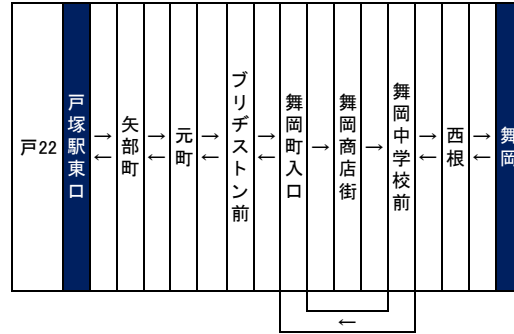 戸22
戸塚駅東口
→
←
矢部町
→
←
元町
→
←
ブリヂストン前
→
←
舞岡町入口
→
舞岡商店街
→
舞岡中学校前
→
←
西根
→
←
舞岡
←